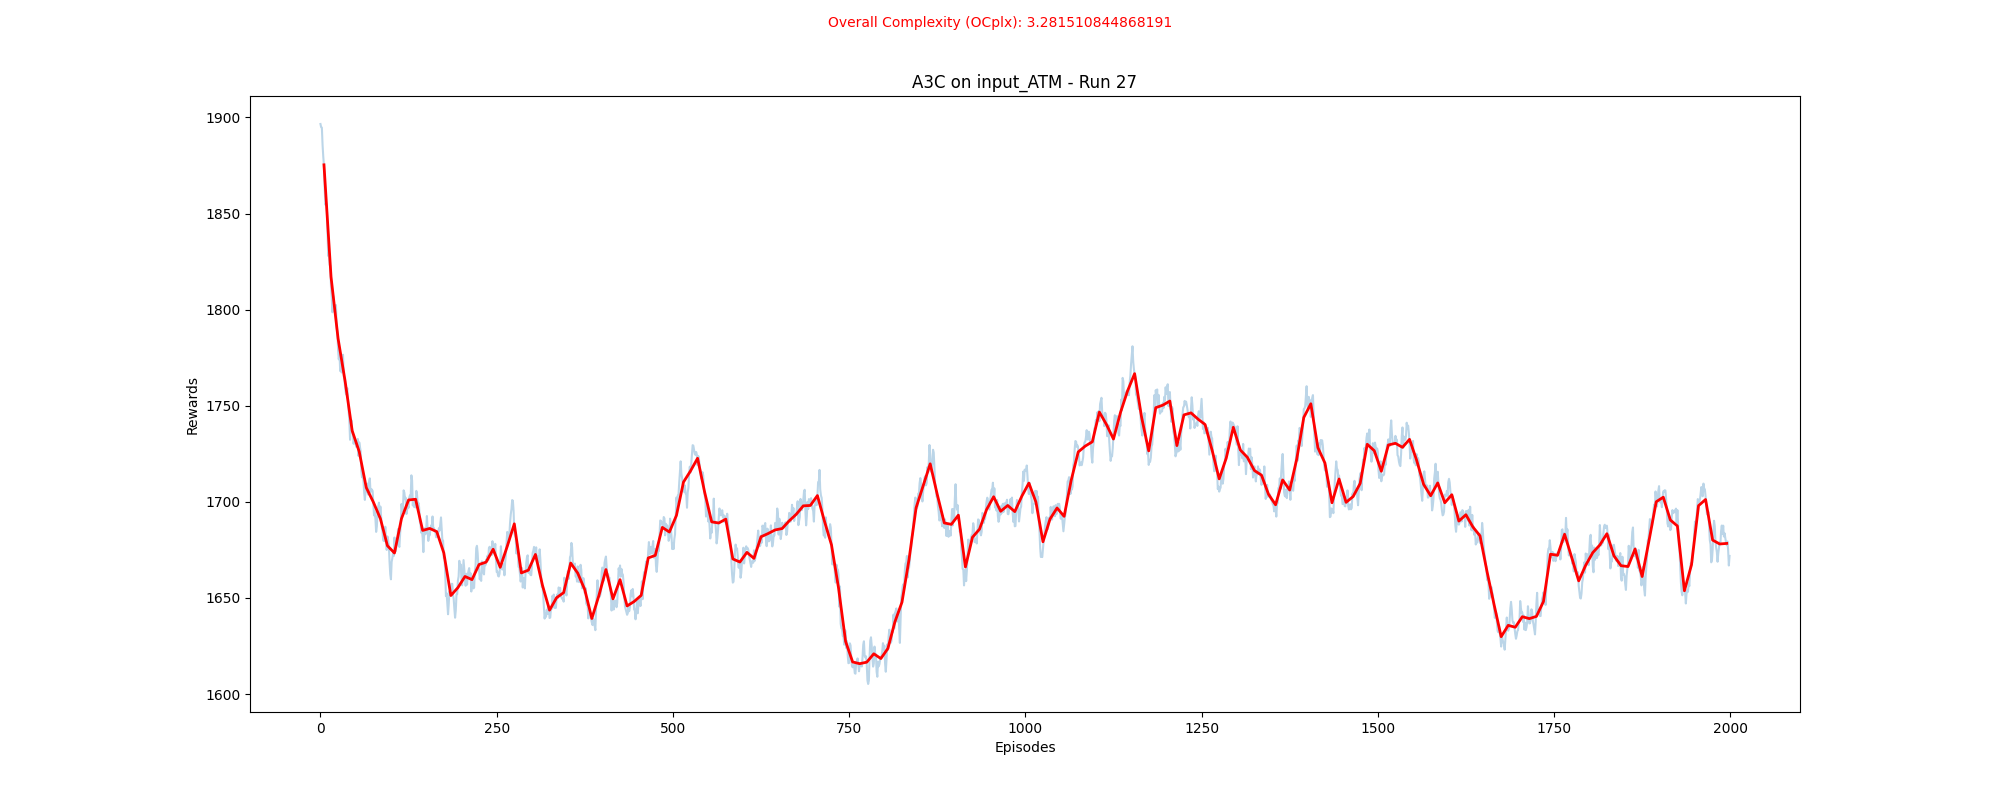 Overall Complexity (OCplx): 3.281510844868191
A3C on input_ATM - Run 27
1900
1850
1800
1750
1700
1650
1600
Rewards
0 250 500 750 1000 1250 1500 1750 2000
Episodes